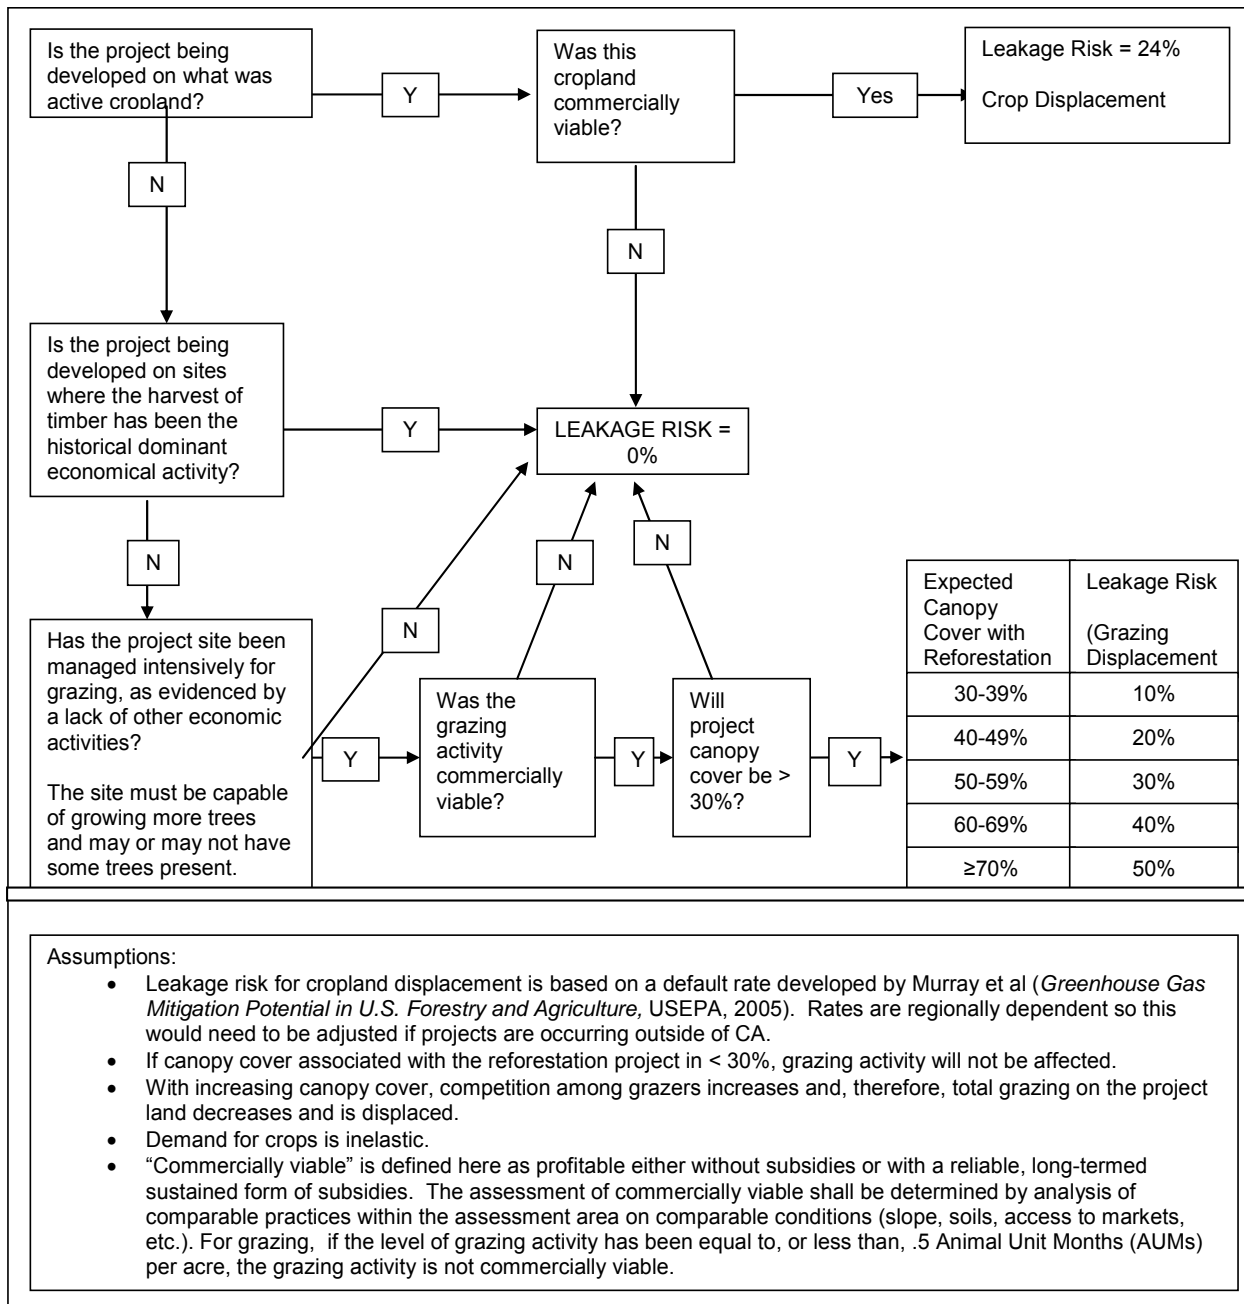 Is the project being
developed on what was
active cropland?
Y
Was this
cropland
commercially
viable?
Yes
Leakage Risk = 24%
Crop Displacement
N
N
Is the project being
developed on sites
where the harvest of
timber has been the
historical dominant
economical activity?
Y
LEAKAGE RISK =
0%
N
N
N
N
Has the project site been
managed intensively for
grazing, as evidenced by
a lack of other economic
activities?
The site must be capable
of growing more trees
and may or may not have
some trees present.
Y
Was the
grazing
activity
commercially
viable?
Y
Will
project
canopy
cover be >
30%?
Y
Expected
Canopy
Cover with
Reforestation
Leakage Risk
(Grazing
Displacement
30-39% 10%
40-49% 20%
50-59% 30%
60-69% 40%
≥70% 50%
Assumptions:
• Leakage risk for cropland displacement is based on a default rate developed by Murray et al (Greenhouse Gas
Mitigation Potential in U.S. Forestry and Agriculture, USEPA, 2005). Rates are regionally dependent so this
would need to be adjusted if projects are occurring outside of CA.
• If canopy cover associated with the reforestation project in < 30%, grazing activity will not be affected.
• With increasing canopy cover, competition among grazers increases and, therefore, total grazing on the project
land decreases and is displaced.
• Demand for crops is inelastic.
• “Commercially viable” is defined here as profitable either without subsidies or with a reliable, long-termed
sustained form of subsidies. The assessment of commercially viable shall be determined by analysis of
comparable practices within the assessment area on comparable conditions (slope, soils, access to markets,
etc.). For grazing, if the level of grazing activity has been equal to, or less than, .5 Animal Unit Months (AUMs)
per acre, the grazing activity is not commercially viable.